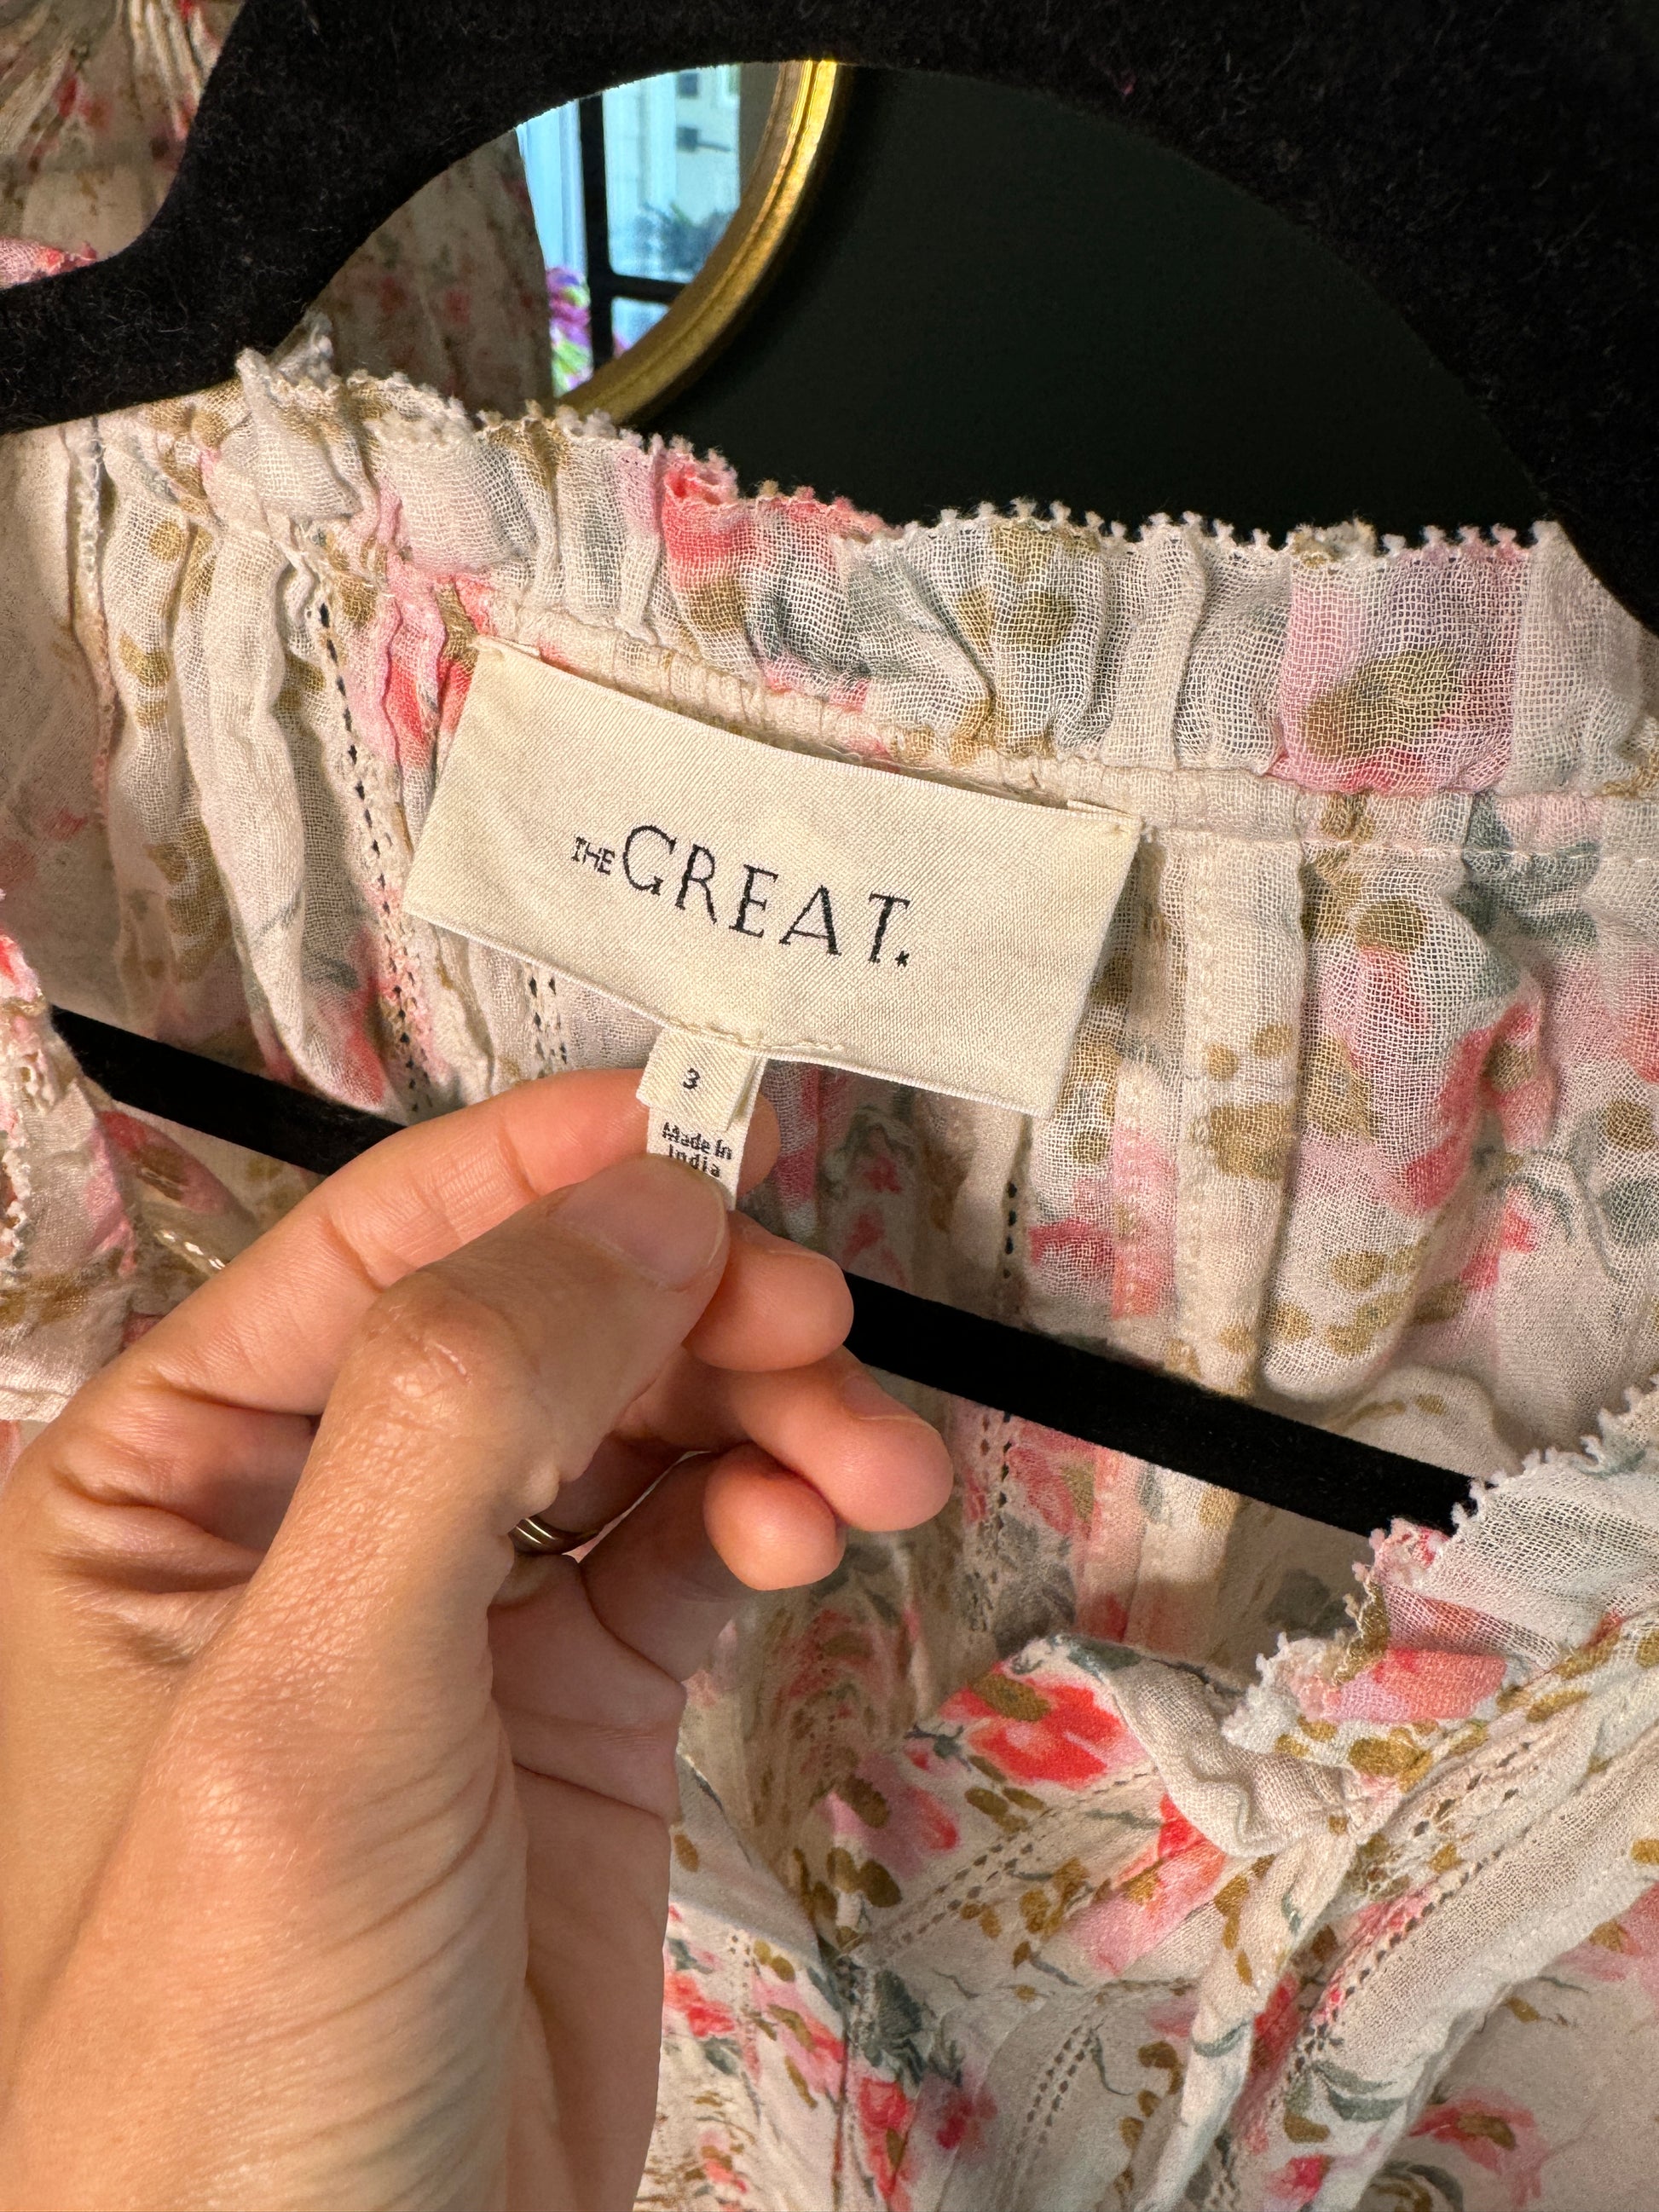 THE GREAT.
3
Made in
India